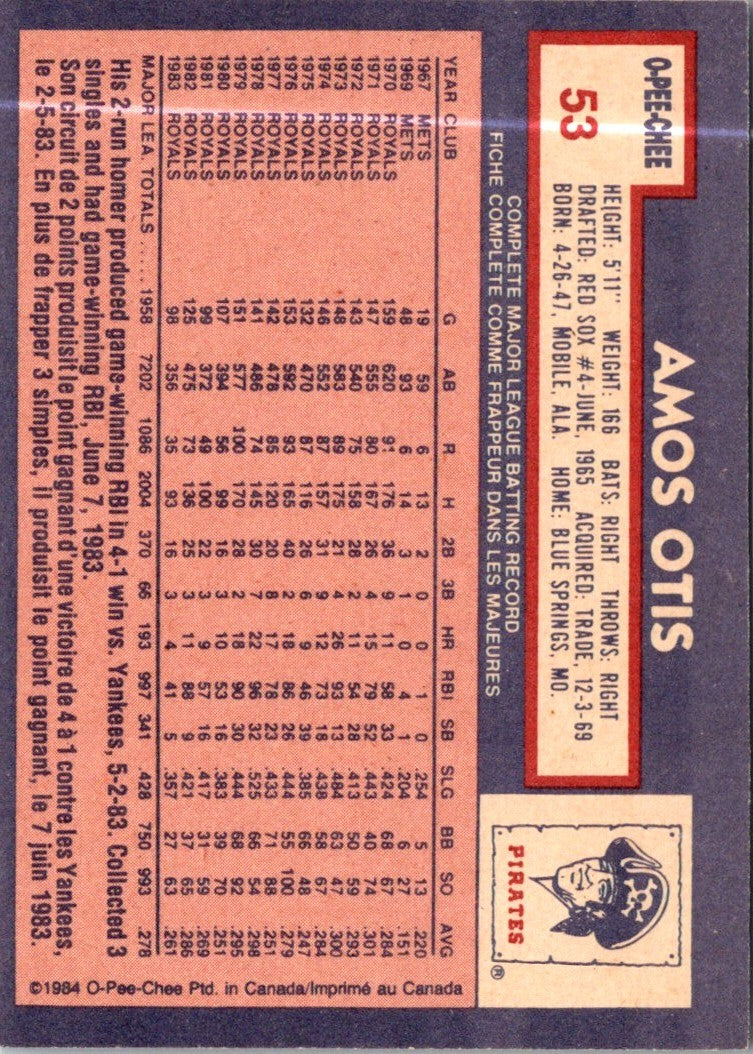 O-PEE-CHEE
53
AMOS OTIS
HEIGHT: 5'11" WEIGHT: 166 BATS: RIGHT THROWS: RIGHT
DRAFTED: RED SOX #4-JUNE, 1965 ACQUIRED: TRADE, 12-3-69
BORN: 4-26-47, MOBILE, ALA. HOME: BLUE SPRINGS, MO.
PIRATES
®
COMPLETE MAJOR LEAGUE BATTING RECORD
FICHE COMPLETE COMME FRAPPEUR DANS LES MAJEURES
YEAR CLUB G AB R H 2B 3B HR RBI SB SLG BB SO AVG
1967 METS 19 59 6 13 2 0 0 1 0 .254 5 13 .220
1969 METS 48 93 6 14 3 1 0 4 1 .204 6 27 .151
1970 ROYALS 159 620 91 176 36 9 11 58 33 .424 68 67 .284
1971 ROYALS 147 555 80 167 26 4 15 79 52 .443 40 74 .301
1972 ROYALS 143 540 75 158 28 2 11 54 28 .413 50 59 .293
1973 ROYALS 148 583 89 175 21 4 26 93 13 .484 63 47 .300
1974 ROYALS 146 552 87 157 31 9 12 73 18 .438 58 67 .284
1975 ROYALS 132 470 87 116 26 6 9 46 39 .385 66 48 .247
1976 ROYALS 153 592 93 165 40 2 18 86 26 .444 55 100 .279
1977 ROYALS 142 478 85 120 20 8 17 78 23 .433 71 88 .251
1978 ROYALS 141 486 74 145 30 7 22 96 32 .525 66 54 .298
1979 ROYALS 151 577 100 170 28 2 18 90 30 .444 68 92 .295
1980 ROYALS 107 394 56 99 16 3 10 53 16 .383 39 70 .251
1981 ROYALS 99 372 49 100 22 3 9 57 16 .417 31 59 .269
1982 ROYALS 125 475 73 136 25 3 11 88 9 .421 37 65 .286
1983 ROYALS 98 356 35 93 16 3 4 41 5 .357 27 63 .261
MAJOR LEA. TOTALS ..... 1958 7202 1086 2004 370 66 193 997 341 .428 750 993 .278
His 2-run homer produced game-winning RBI in 4-1 win vs. Yankees, 5-2-83. Collected 3
singles and had game-winning RBI, June 7, 1983.
Son circuit de 2 points produisit le point gagnant d'une victoire de 4 à 1 contre les Yankees,
le 2-5-83. En plus de frapper 3 simples, il produisit le point gagnant, le 7 juin 1983.
©1984 O-Pee-Chee Ptd. in Canada/Imprimé au Canada